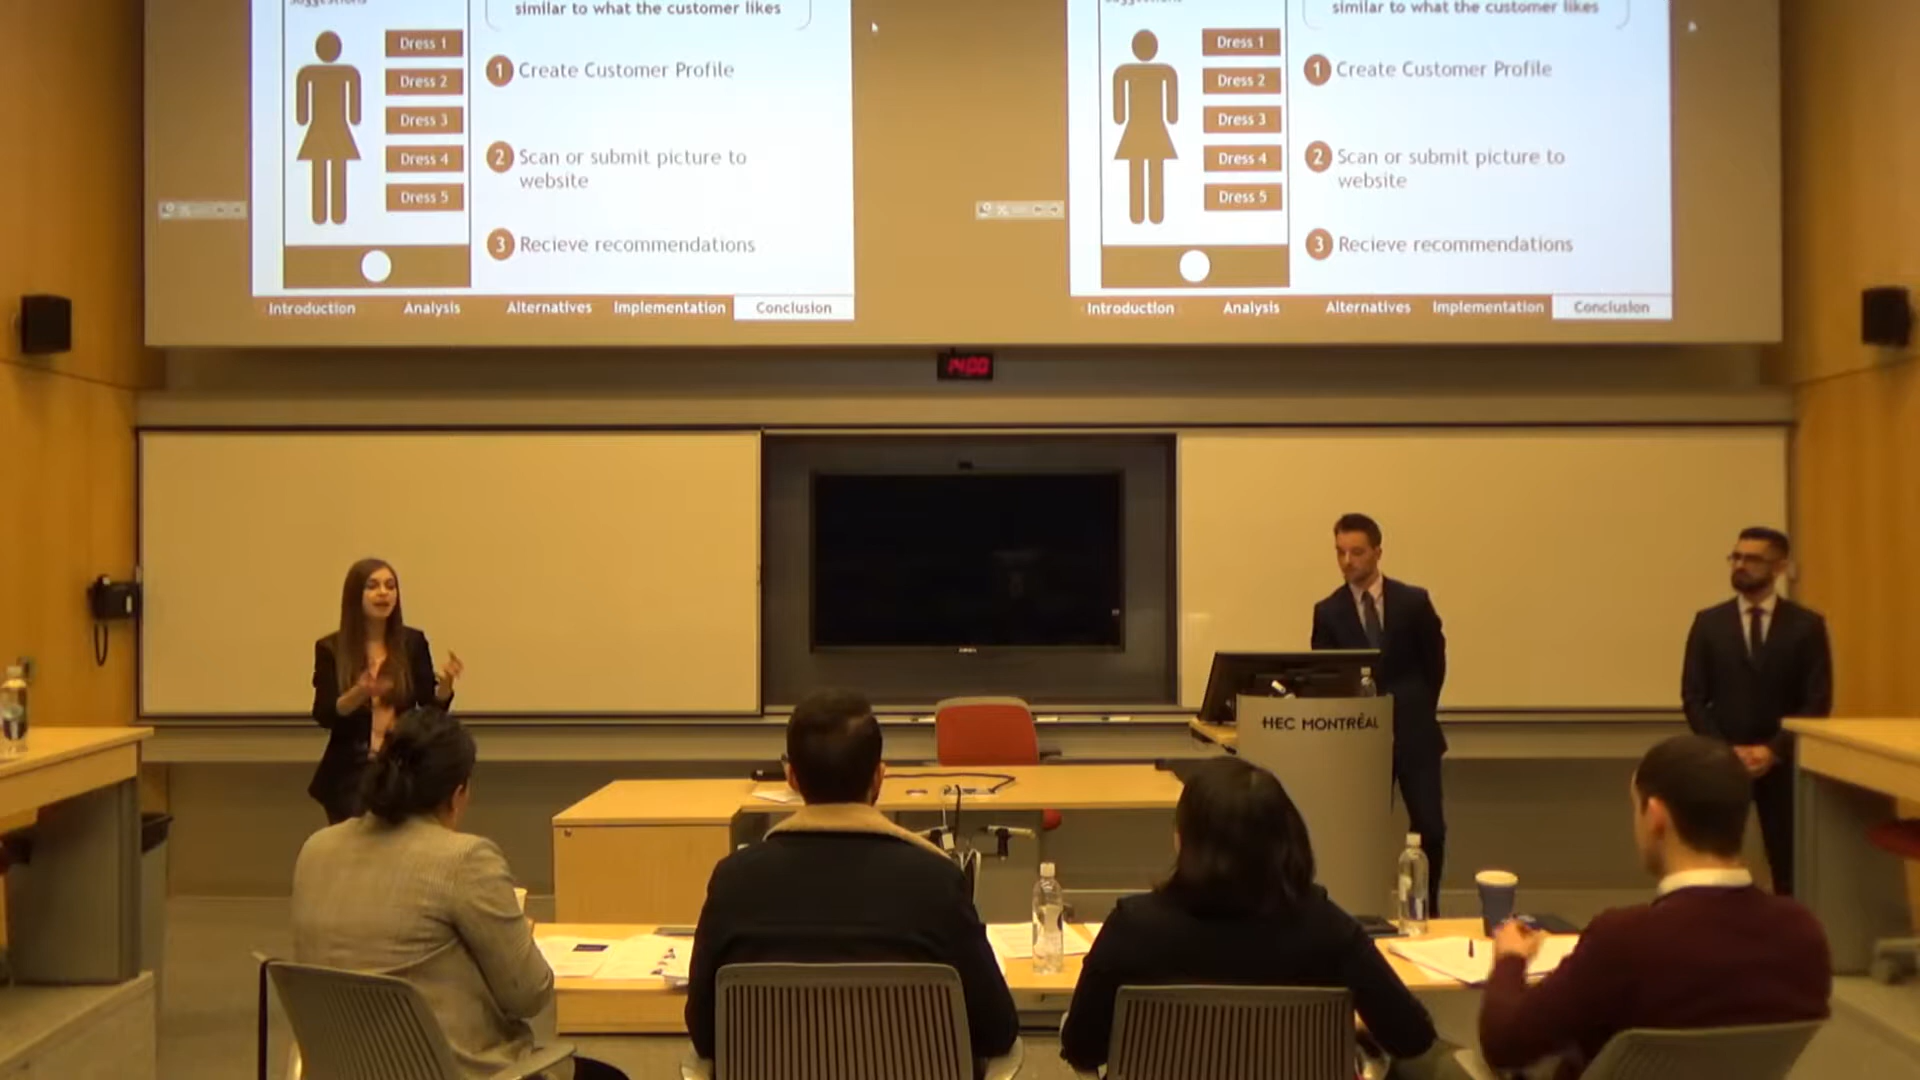 similar to what the customer likes
Dress 1
Dress 2
Dress 3
Dress 4
Dress 5
1 Create Customer Profile
2 Scan or submit picture to
website
3 Recieve recommendations
Introduction Analysis Alternatives Implementation Conclusion
similar to what the customer likes
Dress 1
Dress 2
Dress 3
Dress 4
Dress 5
1 Create Customer Profile
2 Scan or submit picture to
website
3 Recieve recommendations
Introduction Analysis Alternatives Implementation Conclusion
14:00
HEC MONTRĒAL